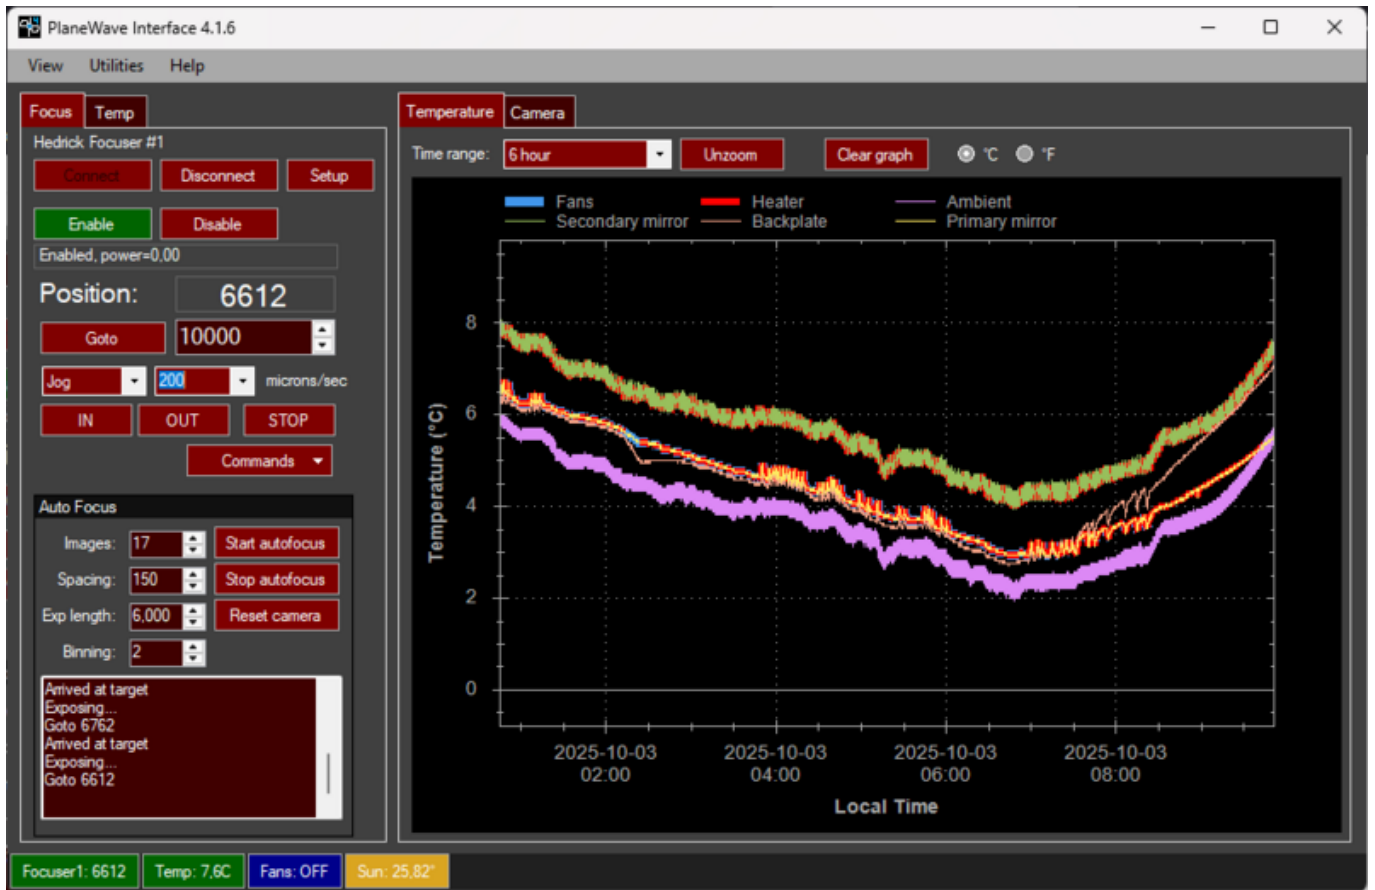 PlaneWave Interface 4.1.6
View Utilities Help
Focus Temp
Hedrick Focuser #1
Connect Disconnect Setup
Enable Disable
Enabled, power=0,00
Position: 6612
Goto 10000
Jog 200 microns/sec
IN OUT STOP
Commands
Auto Focus
Images: 17 Start autofocus
Spacing: 150 Stop autofocus
Exp length: 6,000 Reset camera
Binning: 2
Arrived at target
Exposing...
Goto 6762
Arrived at target
Exposing...
Goto 6612
Temperature Camera
Time range: 6 hour Unzoom Clear graph °C °F
Fans Heater Ambient
Secondary mirror Backplate Primary mirror
Temperature (°C)
8
6
4
2
0
2025-10-03 2025-10-03 2025-10-03 2025-10-03
02:00 04:00 06:00 08:00
Local Time
Focuser1: 6612 Temp: 7,6C Fans: OFF Sun: 25,82°